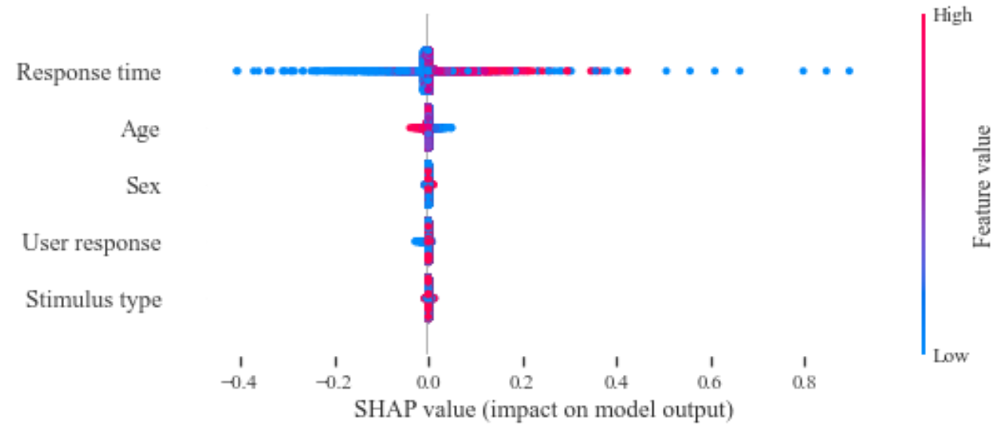 High
Response time
Age
Sex
User response
Stimulus type
Feature value
Low
−0.4 −0.2 0.0 0.2 0.4 0.6 0.8
SHAP value (impact on model output)